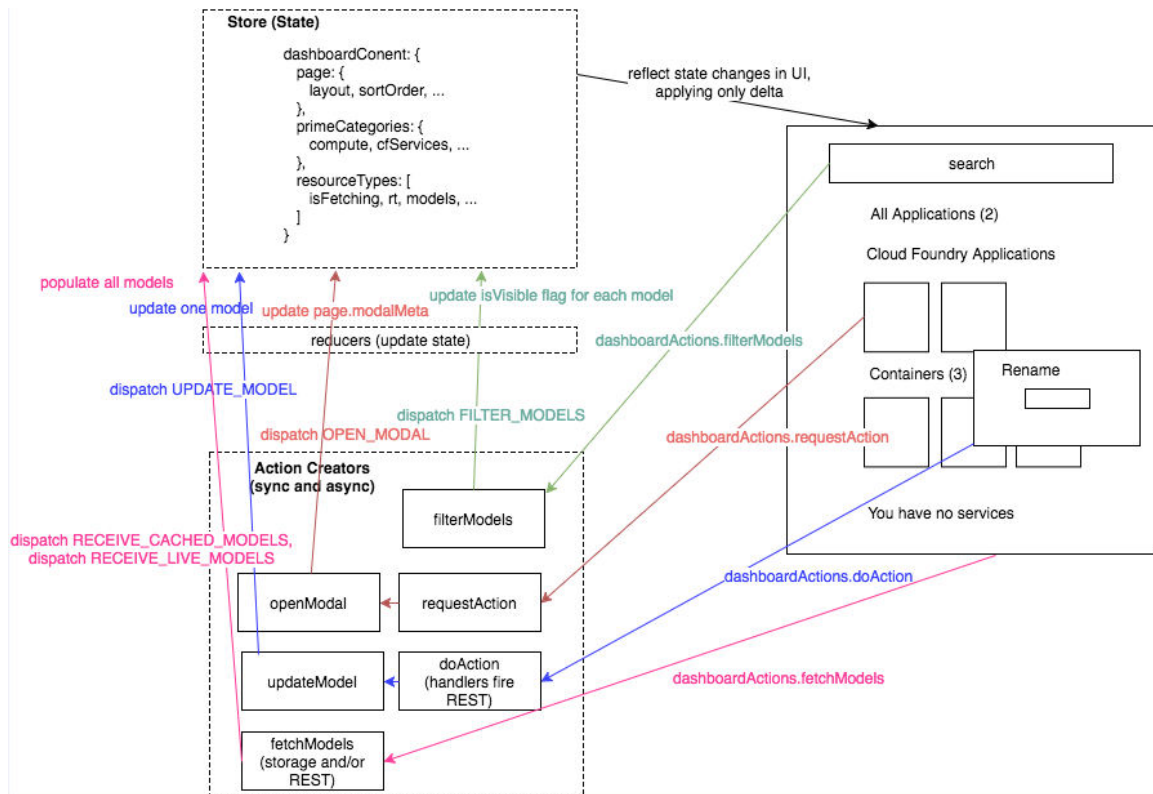 Store (State)
dashboardConent: {
page: {
layout, sortOrder, ...
},
primeCategories: {
compute, cfServices, ...
},
resourceTypes: [
isFetching, rt, models, ...
]
}
reflect state changes in UI,
applying only delta
search
All Applications (2)
Cloud Foundry Applications
populate all models
update one model
update page.modalMeta
update isVisible flag for each model
reducers (update state)
dashboardActions.filterModels
Containers (3)
Rename
dispatch UPDATE_MODEL
dispatch FILTER_MODELS
dispatch OPEN_MODAL
dashboardActions.requestAction
Action Creators
(sync and async)
filterModels
You have no services
dispatch RECEIVE_CACHED_MODELS,
dispatch RECEIVE_LIVE_MODELS
dashboardActions.doAction
openModal
requestAction
updateModel
doAction
(handlers fire
REST)
dashboardActions.fetchModels
fetchModels
(storage and/or
REST)